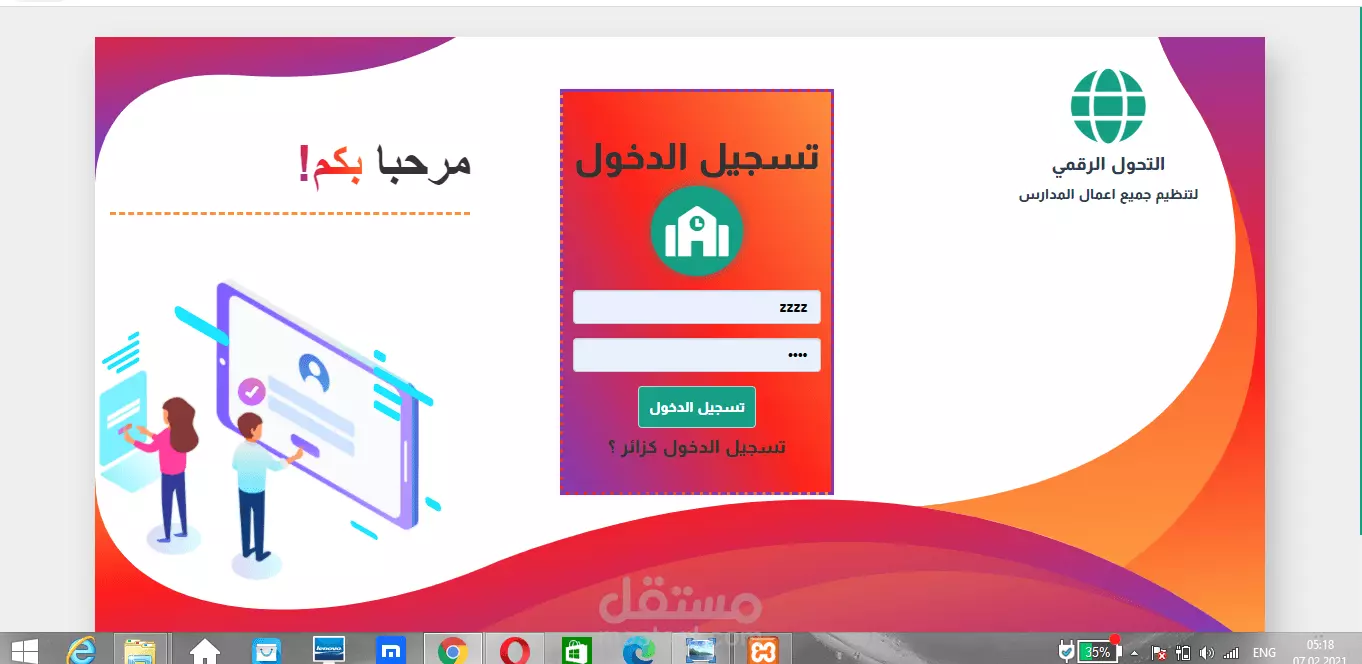 التحول الرقمي
لتنظيم جميع اعمال المدارس
تسجيل الدخول
zzzz
••••
تسجيل الدخول
تسجيل الدخول كزائر ؟
مرحبا بكم!
مستقل
lenovo
35%
ENG
05:18
07.02.2021